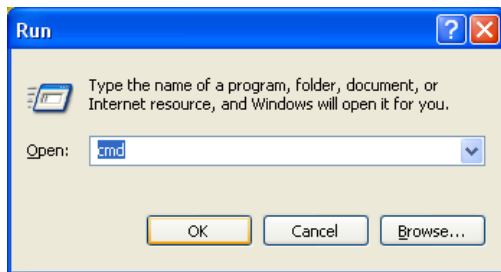 Run
Type the name of a program, folder, document, or
Internet resource, and Windows will open it for you.
Open: cmd
OK Cancel Browse...